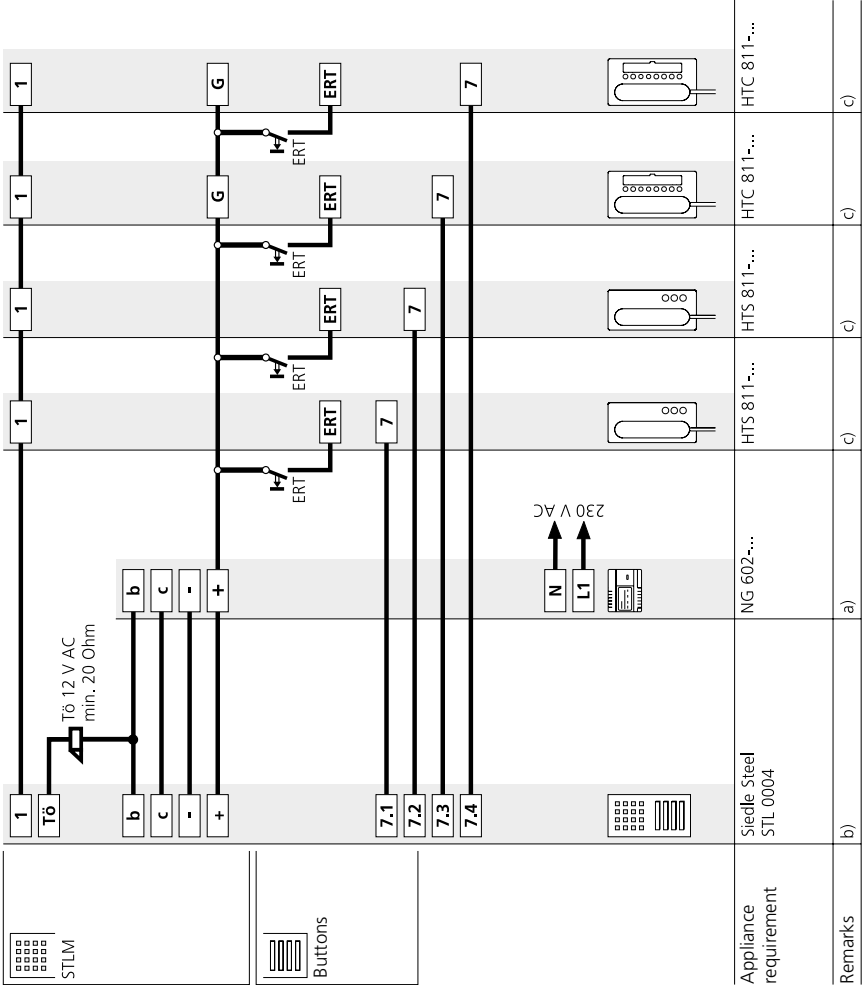 1 1 1 1 1
Tö
STLM
Tö 12 V AC
min. 20 Ohm
b b
c c
- -
+ + G G
ERT ERT ERT ERT
Buttons
ERT ERT ERT ERT
7.1 7
7.2 7
7.3 7
7.4 7
N
230 V AC
L1
Appliance
requirement
Siedle Steel
STL 0004
NG 602-...
HTS 811-...
HTS 811-...
HTC 811-...
HTC 811-...
Remarks b) a) c) c) c) c)